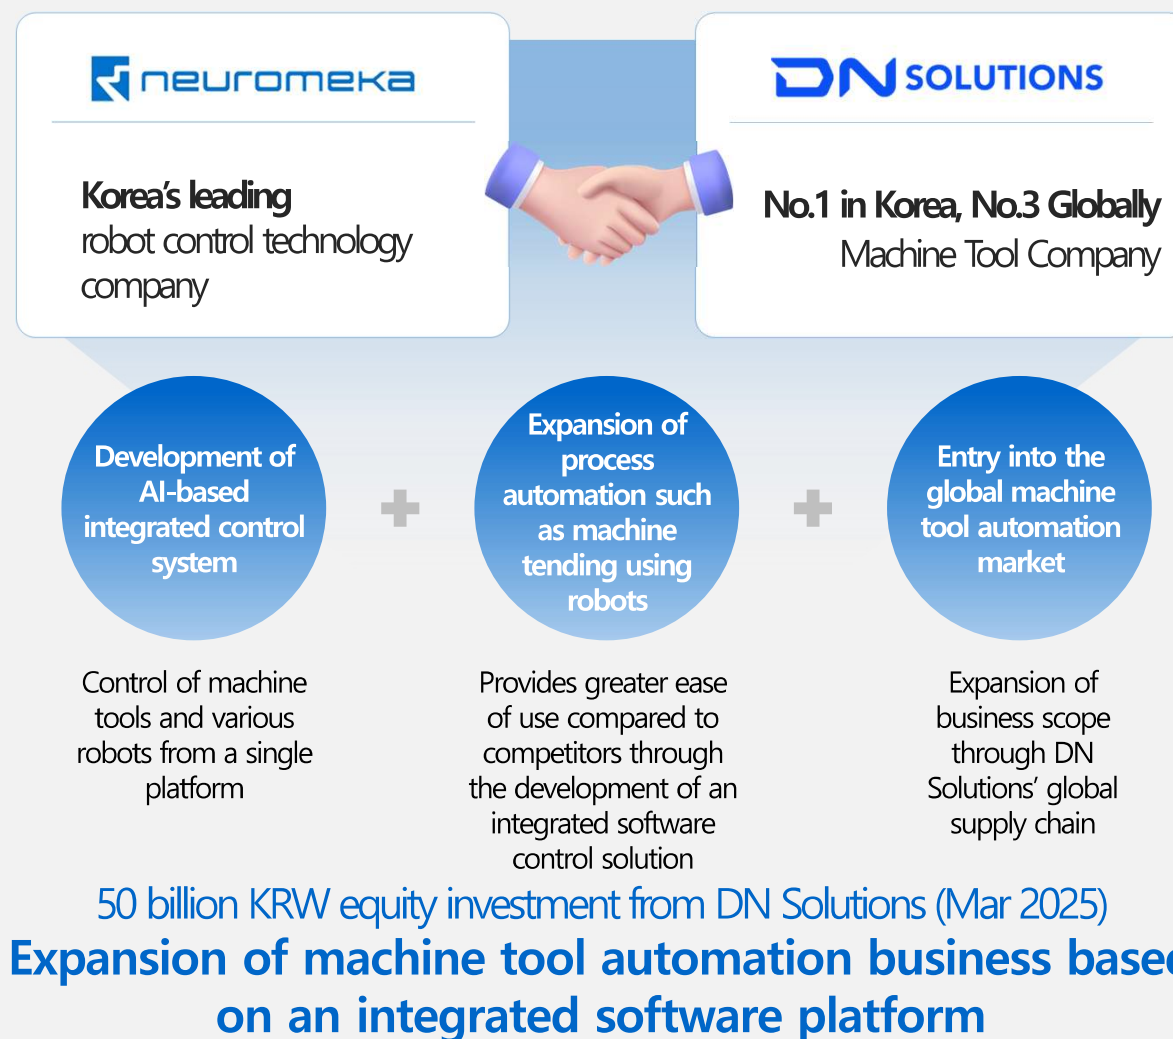 neuromeka
Korea's leading
robot control technology
company
DN SOLUTIONS
No.1 in Korea, No.3 Globally
Machine Tool Company
Development of
AI-based
integrated control
system
Expansion of
process
automation such
as machine
tending using
robots
Entry into the
global machine
tool automation
market
Control of machine
tools and various
robots from a single
platform
Provides greater ease
of use compared to
competitors through
the development of an
integrated software
control solution
Expansion of
business scope
through DN
Solutions' global
supply chain
50 billion KRW equity investment from DN Solutions (Mar 2025)
Expansion of machine tool automation business based
on an integrated software platform